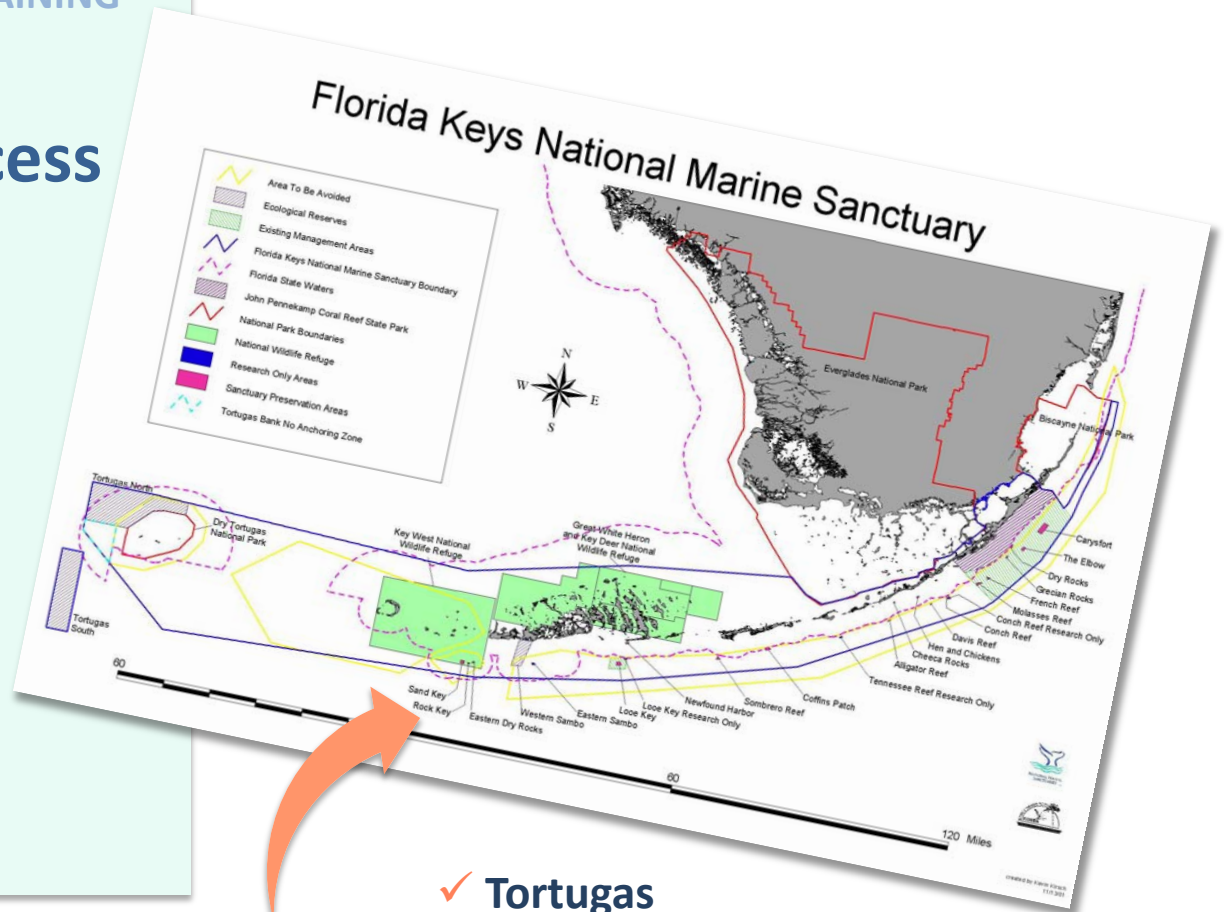 AINING
cess
Florida Keys National Marine Sanctuary
Area To Be Avoided
Ecological Reserves
Existing Management Areas
Florida Keys National Marine Sanctuary Boundary
Florida State Waters
John Pennekamp Coral Reef State Park
National Park Boundaries
National Wildlife Refuge
Research Only Areas
Sanctuary Preservation Areas
Tortugas Bank No Anchoring Zone
N
W
E
S
Everglades National Park
Biscayne National Park
Tortugas North
Dry Tortugas
National Park
Key West National
Wildlife Refuge
Great White Heron
and Key Deer National
Wildlife Refuge
Tortugas
South
Carysfort
The Elbow
Dry Rocks
Grecian Rocks
French Reef
Molasses Reef
Conch Reef Research Only
Conch Reef
Davis Reef
Hen and Chickens
Cheeca Rocks
Alligator Reef
Tennessee Reef Research Only
Coffins Patch
Sombrero Reef
Newfound Harbor
Looe Key Research Only
Looe Key
Eastern Sambo
Western Sambo
Eastern Dry Rocks
Rock Key
Sand Key
60
60
120 Miles
✓ Tortugas